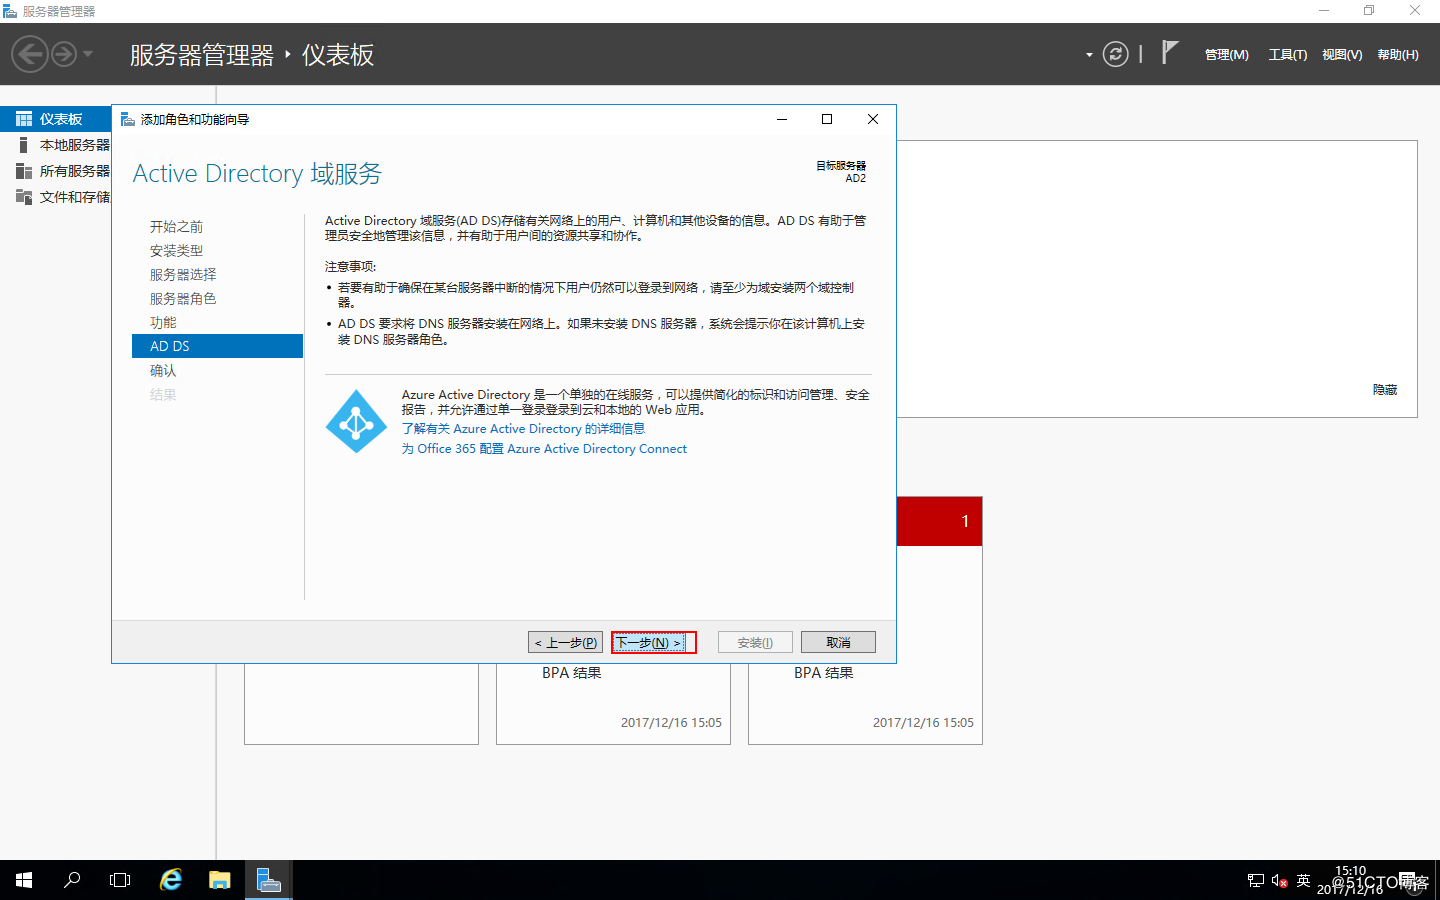 服务器管理器
服务器管理器 ‣ 仪表板
管理(M) 工具(T) 视图(V) 帮助(H)
仪表板
本地服务器
所有服务器
文件和存储
添加角色和功能向导
Active Directory 域服务
目标服务器
AD2
开始之前
安装类型
服务器选择
服务器角色
功能
AD DS
确认
结果
Active Directory 域服务(AD DS)存储有关网络上的用户、计算机和其他设备的信息。AD DS 有助于管
理员安全地管理该信息，并有助于用户间的资源共享和协作。
注意事项:
• 若要有助于确保在某台服务器中断的情况下用户仍然可以登录到网络，请至少为域安装两个域控制
器。
• AD DS 要求将 DNS 服务器安装在网络上。如果未安装 DNS 服务器，系统会提示你在该计算机上安
装 DNS 服务器角色。
Azure Active Directory 是一个单独的在线服务，可以提供简化的标识和访问管理、安全
报告，并允许通过单一登录登录到云和本地的 Web 应用。
了解有关 Azure Active Directory 的详细信息
为 Office 365 配置 Azure Active Directory Connect
< 上一步(P) 下一步(N) > 安装(I) 取消
隐藏
1
BPA 结果
BPA 结果
2017/12/16 15:05
2017/12/16 15:05
英
15:10
2017/12/16
@51CTO博客